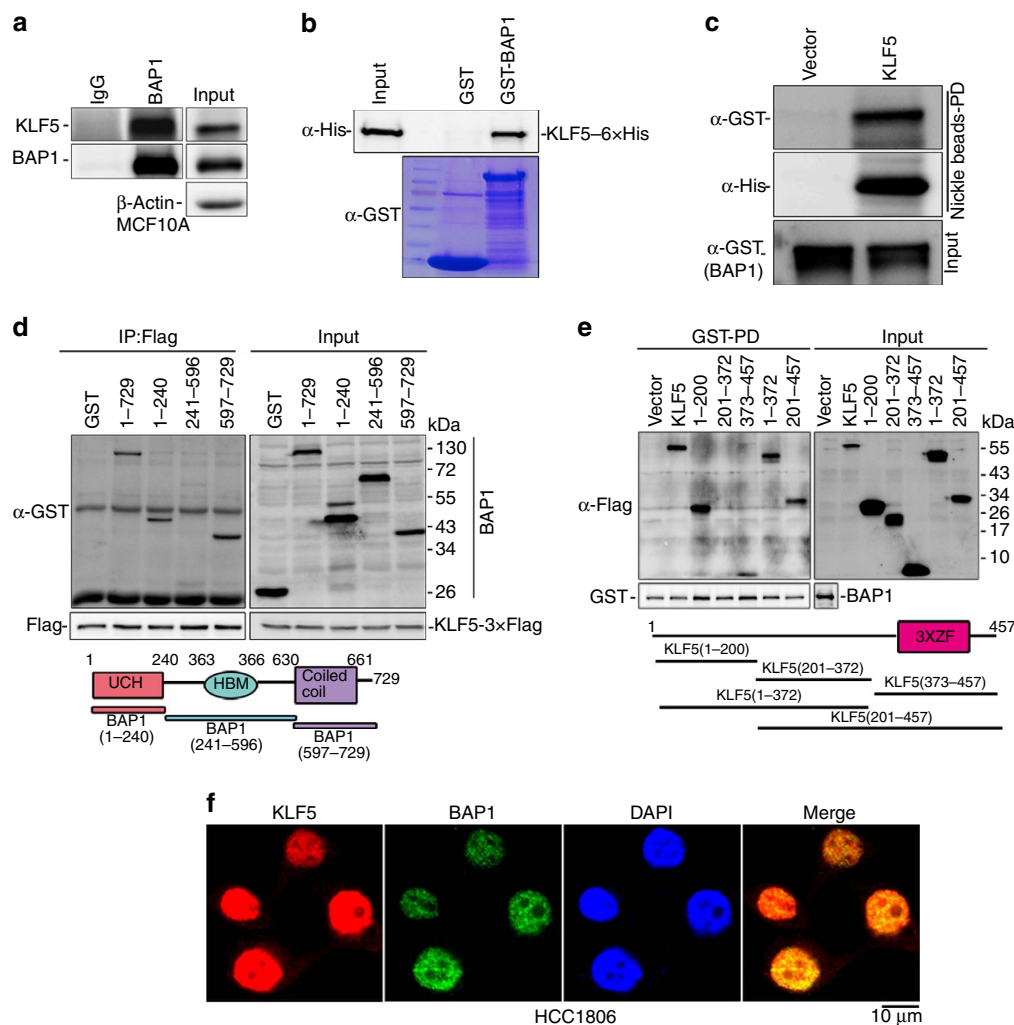 a
IgG
BAP1
Input
KLF5-
BAP1-
β-Actin-
MCF10A
b
Input
GST
GST-BAP1
α-His-
-KLF5–6×His
α-GST
c
Vector
KLF5
α-GST-
α-His-
Nickle beads-PD
α-GST-
(BAP1)
Input
d
IP:Flag
Input
GST
1–729
1–240
241–596
597–729
GST
1–729
1–240
241–596
597–729
kDa
130
72
55
43
34
26
α-GST
BAP1
Flag-
-KLF5-3×Flag
1
240
363
366
630
661
UCH
HBM
Coiled
coil
729
BAP1
(1–240)
BAP1
(241–596)
BAP1
(597–729)
e
GST-PD
Input
Vector
KLF5
1–200
201–372
373–457
1–372
201–457
Vector
KLF5
1–200
201–372
373–457
1–372
201–457
kDa
55
43
34
26
17
10
α-Flag
GST-
-BAP1
1
3XZF
457
KLF5(1–200)
KLF5(201–372)
KLF5(373–457)
KLF5(1–372)
KLF5(201–457)
f
KLF5
BAP1
DAPI
Merge
HCC1806
10 μm